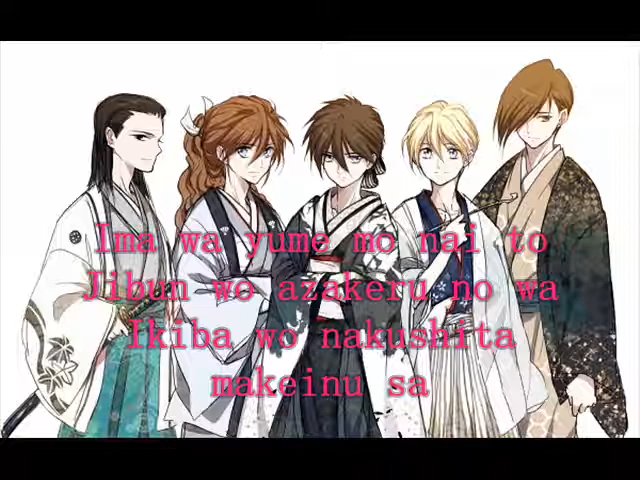 Ima wa yume mo nai to
Jibun wo azakeru no wa
Ikiba wo nakushita
makeinu sa